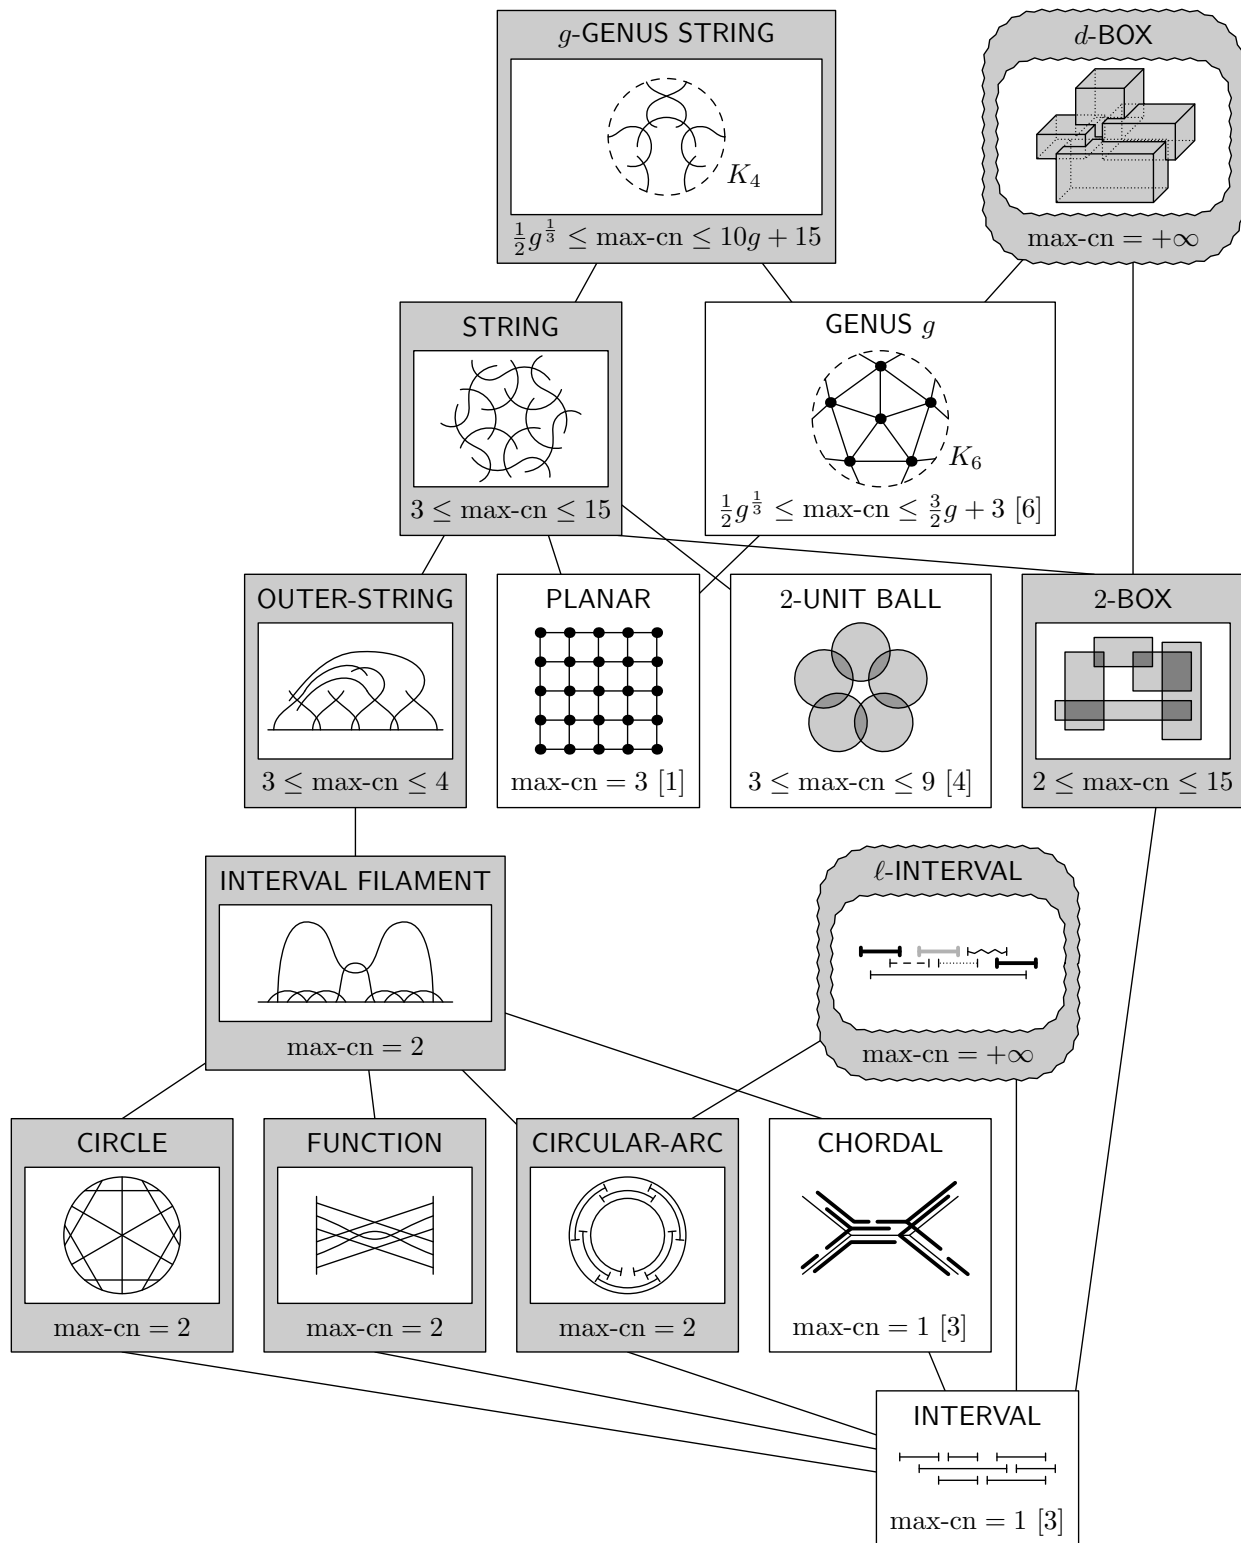 g-GENUS STRING
K₄
½g^{1/3} ≤ max-cn ≤ 10g + 15
d-BOX
max-cn = +∞
STRING
3 ≤ max-cn ≤ 15
GENUS g
K₆
½g^{1/3} ≤ max-cn ≤ 3/2 g + 3 [6]
OUTER-STRING
3 ≤ max-cn ≤ 4
PLANAR
max-cn = 3 [1]
2-UNIT BALL
3 ≤ max-cn ≤ 9 [4]
2-BOX
2 ≤ max-cn ≤ 15
INTERVAL FILAMENT
max-cn = 2
ℓ-INTERVAL
max-cn = +∞
CIRCLE
max-cn = 2
FUNCTION
max-cn = 2
CIRCULAR-ARC
max-cn = 2
CHORDAL
max-cn = 1 [3]
INTERVAL
max-cn = 1 [3]